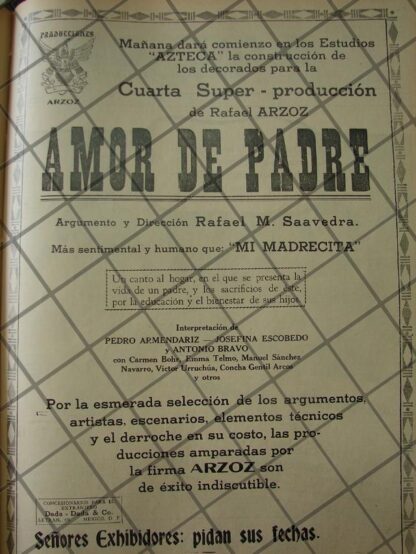 PRODUCCIONES
ARZOZ
Mañana dará comienzo en los Estudios
"AZTECA" la construcción de
los decorados para la
Cuarta Super - producción
de Rafael ARZOZ
AMOR DE PADRE
Argumento y Dirección Rafael M. Saavedra.
Más sentimental y humano que: "MI MADRECITA"
Un canto al hogar, en el que se presenta la
vida de un padre, y los sacrificios de éste,
por la educación y el bienestar de sus hijos.
Interpretación de
PEDRO ARMENDARIZ — JOSEFINA ESCOBEDO
y ANTONIO BRAVO
con Carmen Bohr, Emma Telmo, Manuel Sánchez
Navarro, Víctor Urruchúa, Concha Gentil Arcos
y otros
Por la esmerada selección de los argumentos,
artistas, escenarios, elementos técnicos
y el derroche en su costo, las pro-
ducciones amparadas por
la firma ARZOZ son
de éxito indiscutible.
CONCESIONARIOS PARA EL
EXTRANJERO
Dada - Dada & Co.
MEXICO, D. F.
Señores Exhibidores: pidan sus fechas.